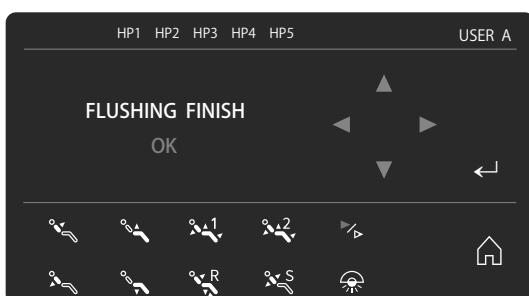 HP1 HP2 HP3 HP4 HP5 USER A
FLUSHING FINISH
OK
1 2
R S